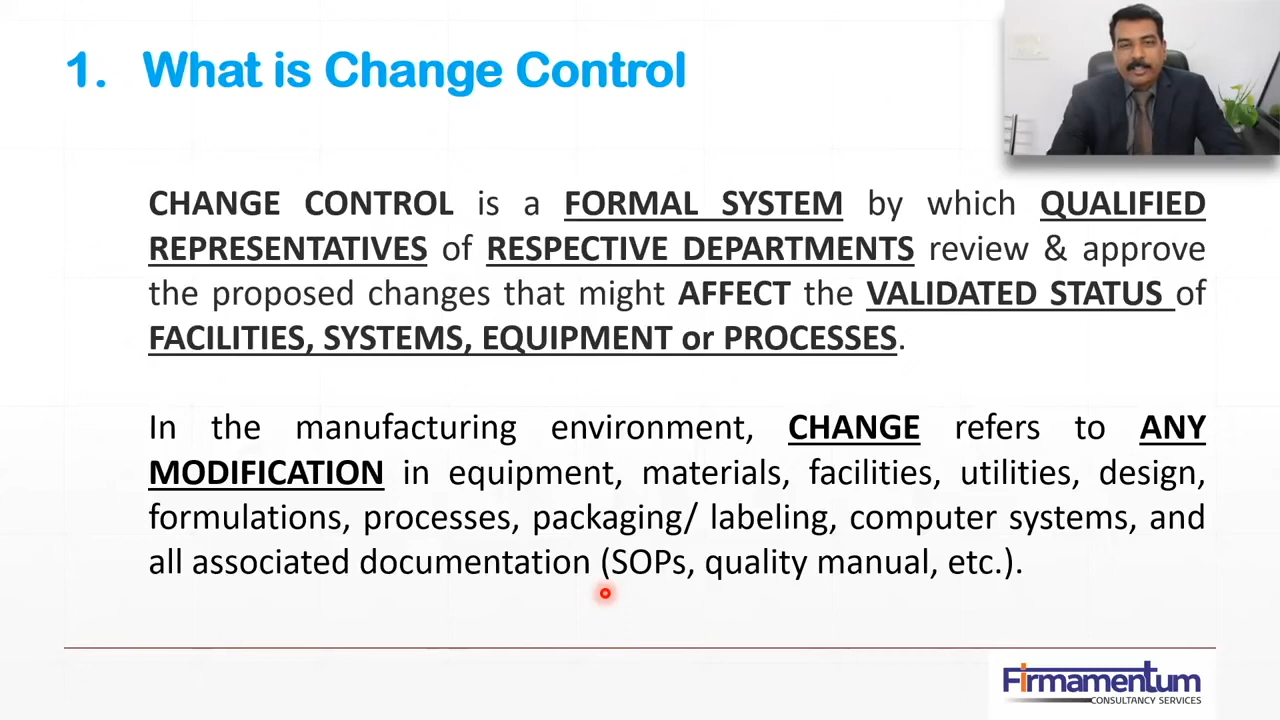 1. What is Change Control
CHANGE CONTROL is a FORMAL SYSTEM by which QUALIFIED
REPRESENTATIVES of RESPECTIVE DEPARTMENTS review & approve
the proposed changes that might AFFECT the VALIDATED STATUS of
FACILITIES, SYSTEMS, EQUIPMENT or PROCESSES.
In the manufacturing environment, CHANGE refers to ANY
MODIFICATION in equipment, materials, facilities, utilities, design,
formulations, processes, packaging/ labeling, computer systems, and
all associated documentation (SOPs, quality manual, etc.).
Firmamentum
CONSULTANCY SERVICES